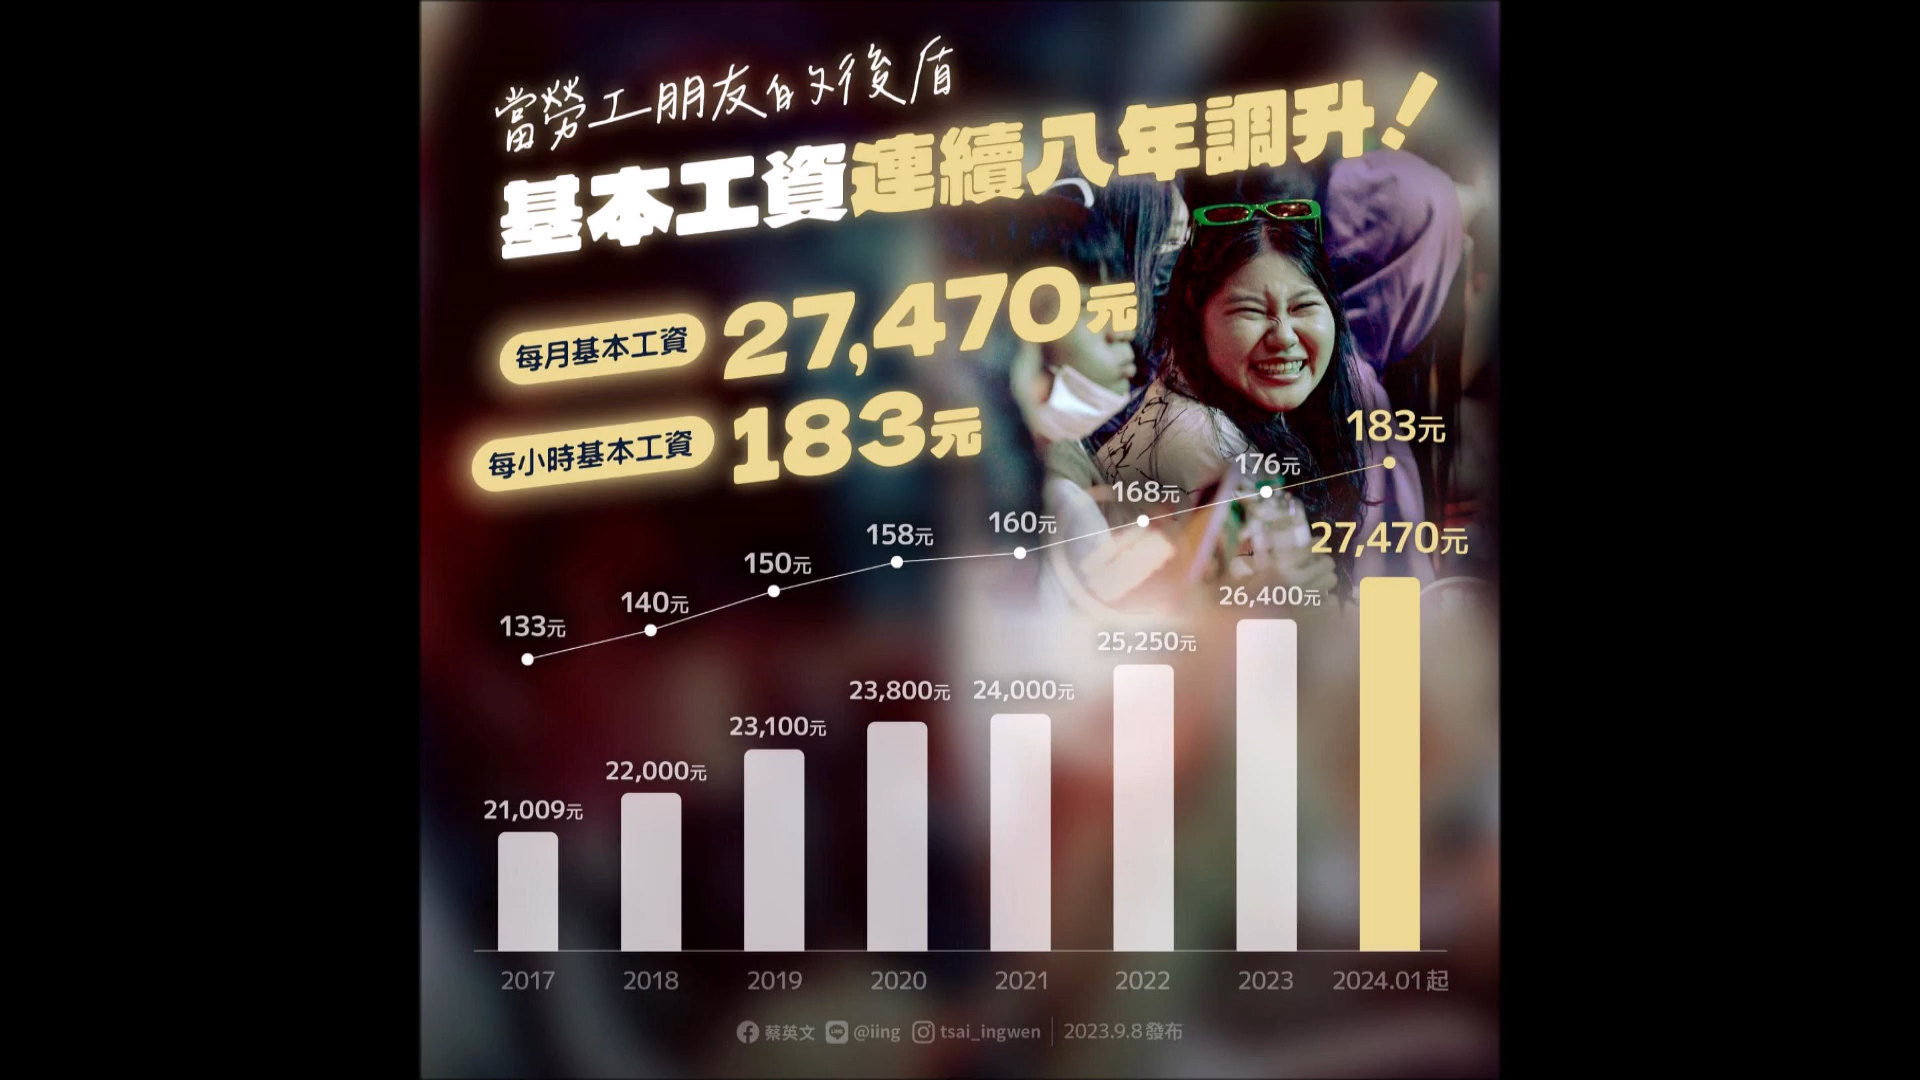 當勞工朋友的後盾
基本工資連續八年調升!
每月基本工資 27,470元
每小時基本工資 183元
133元 140元 150元 158元 160元 168元 176元 183元
21,009元 22,000元 23,100元 23,800元 24,000元 25,250元 26,400元 27,470元
2017 2018 2019 2020 2021 2022 2023 2024.01起
蔡英文 LINE @iing tsai_ingwen 2023.9.8發布